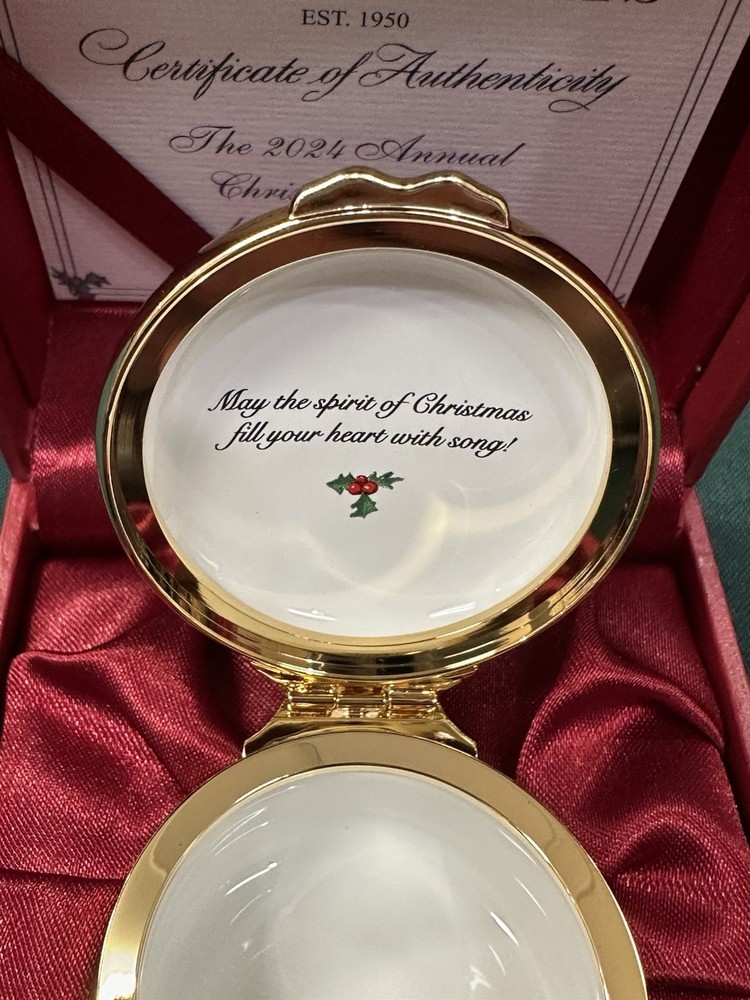 EST. 1950
Certificate of Authenticity
The 2024 Annual
May the spirit of Christmas
fill your heart with song!